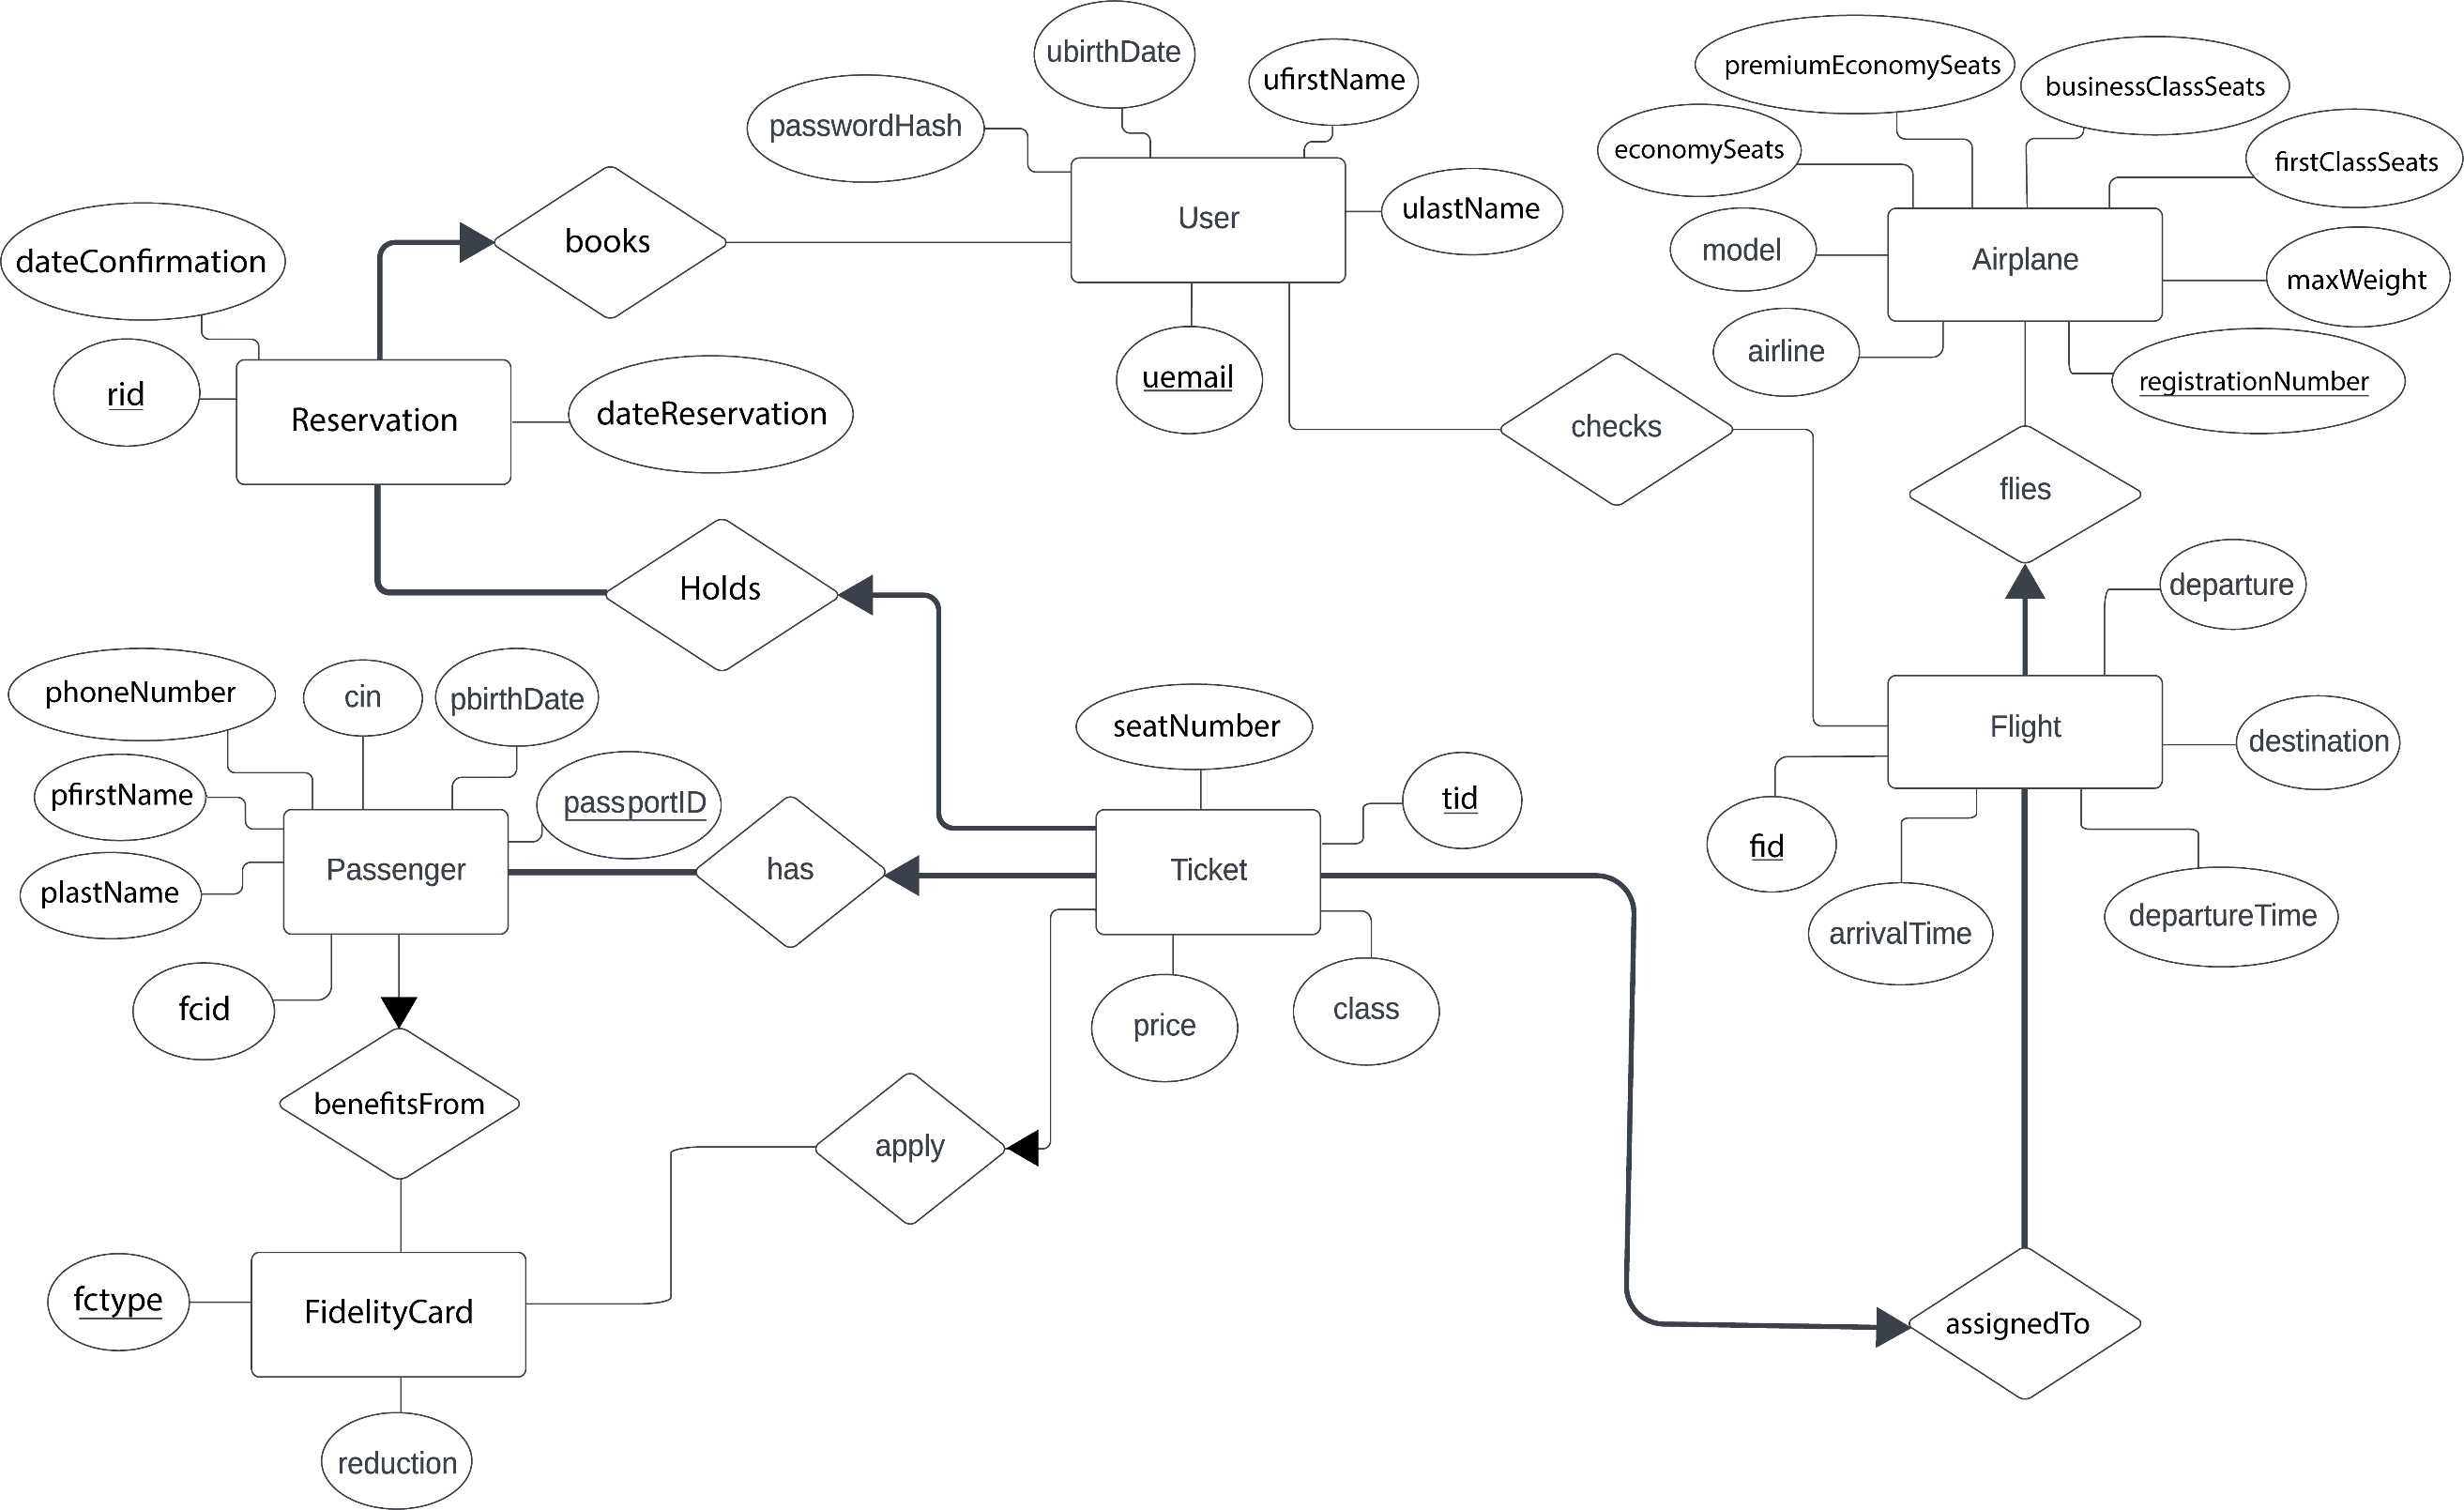 ubirthDate
ufirstName
premiumEconomySeats
businessClassSeats
passwordHash
economySeats
firstClassSeats
User
ulastName
books
model
Airplane
maxWeight
dateConfirmation
airline
registrationNumber
uemail
rid
Reservation
dateReservation
checks
flies
Holds
departure
phoneNumber
cin
pbirthDate
seatNumber
Flight
destination
pfirstName
passportID
tid
fid
Passenger
has
Ticket
plastName
arrivalTime
departureTime
fcid
price
class
benefitsFrom
apply
fctype
FidelityCard
assignedTo
reduction